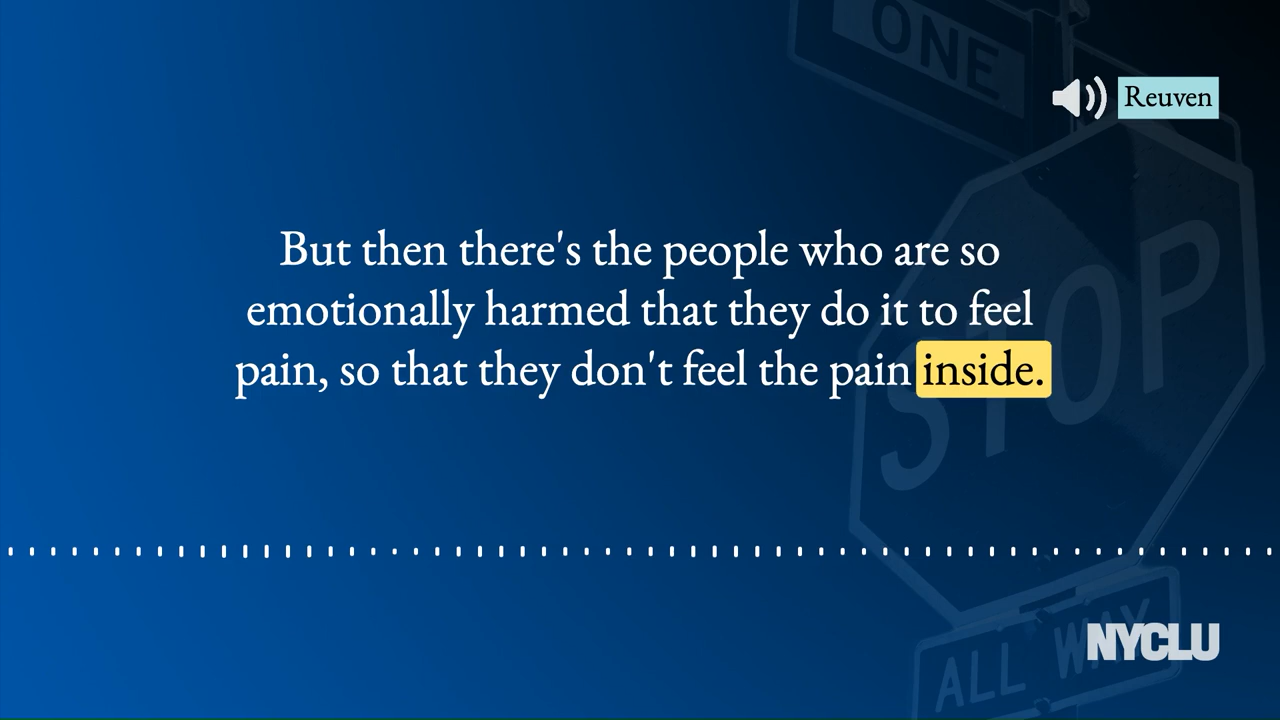 ONE
Reuven
But then there's the people who are so
emotionally harmed that they do it to feel
pain, so that they don't feel the pain inside.
STOP
ALL WAY
NYCLU